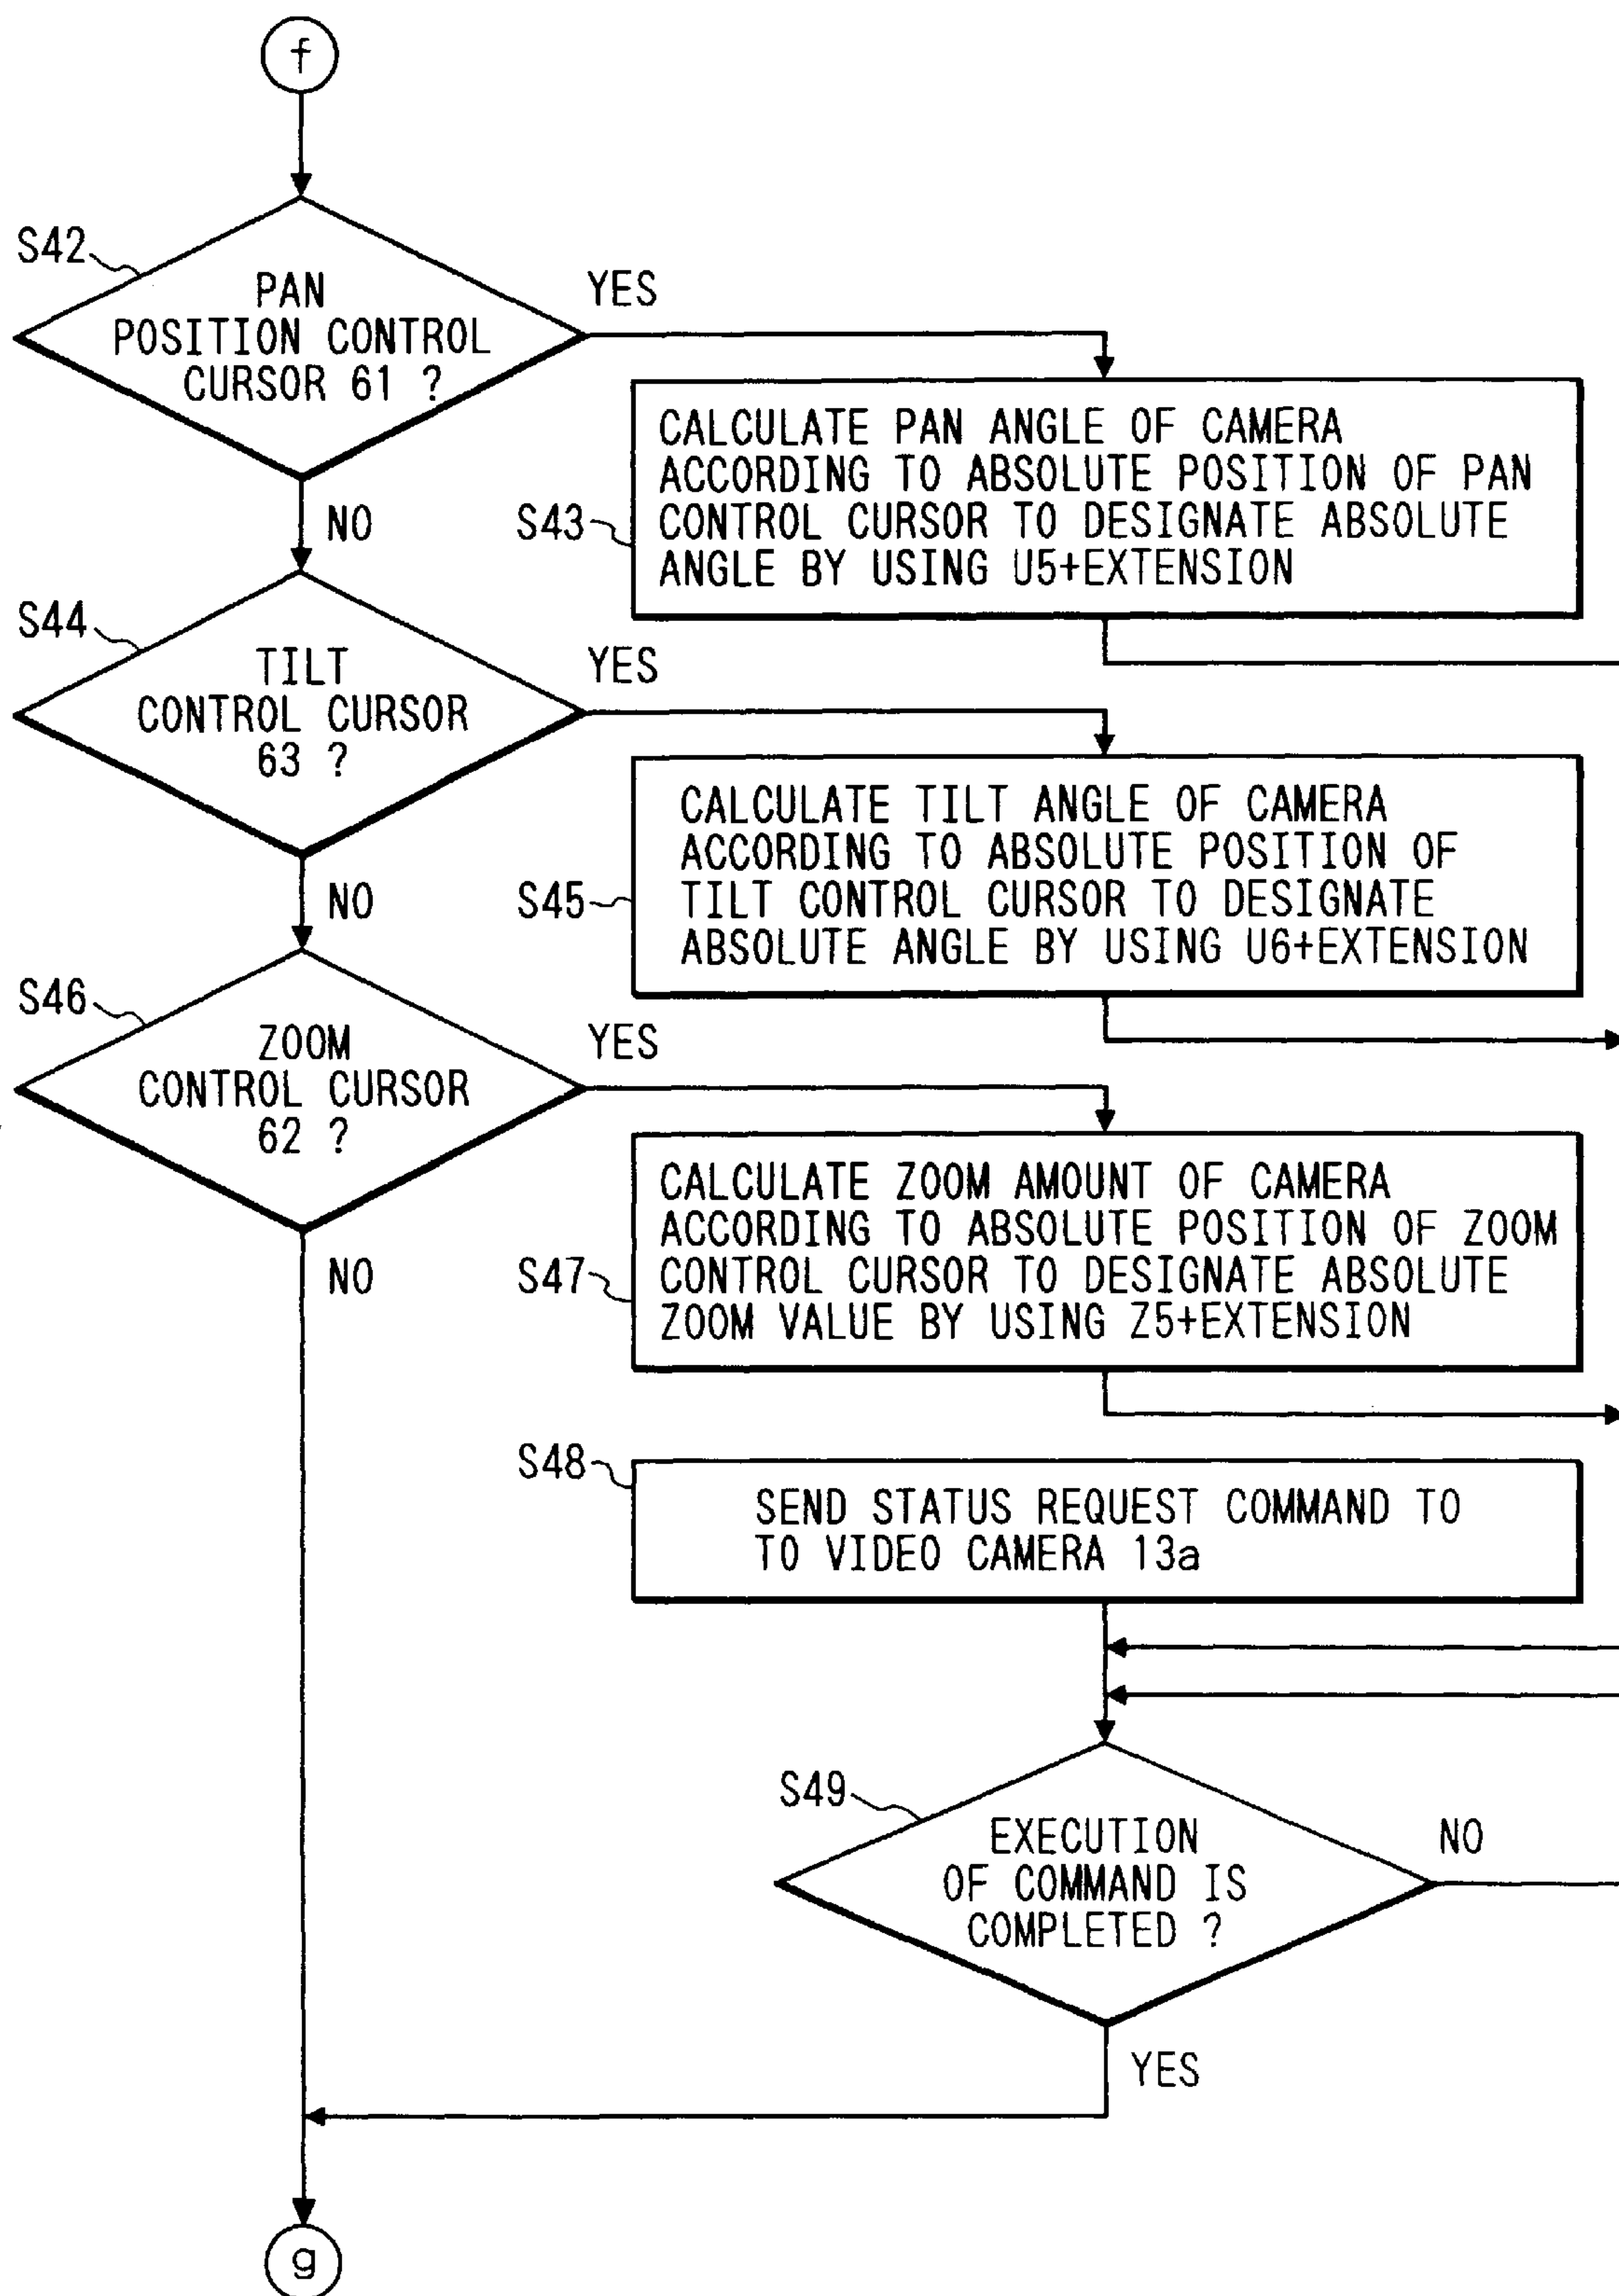 f
S42
PAN
POSITION CONTROL
CURSOR 61 ?
YES
NO
S43
CALCULATE PAN ANGLE OF CAMERA
ACCORDING TO ABSOLUTE POSITION OF PAN
CONTROL CURSOR TO DESIGNATE ABSOLUTE
ANGLE BY USING U5+EXTENSION
S44
TILT
CONTROL CURSOR
63 ?
YES
NO
S45
CALCULATE TILT ANGLE OF CAMERA
ACCORDING TO ABSOLUTE POSITION OF
TILT CONTROL CURSOR TO DESIGNATE
ABSOLUTE ANGLE BY USING U6+EXTENSION
S46
ZOOM
CONTROL CURSOR
62 ?
YES
NO
S47
CALCULATE ZOOM AMOUNT OF CAMERA
ACCORDING TO ABSOLUTE POSITION OF ZOOM
CONTROL CURSOR TO DESIGNATE ABSOLUTE
ZOOM VALUE BY USING Z5+EXTENSION
S48
SEND STATUS REQUEST COMMAND TO
TO VIDEO CAMERA 13a
S49
EXECUTION
OF COMMAND IS
COMPLETED ?
NO
YES
g